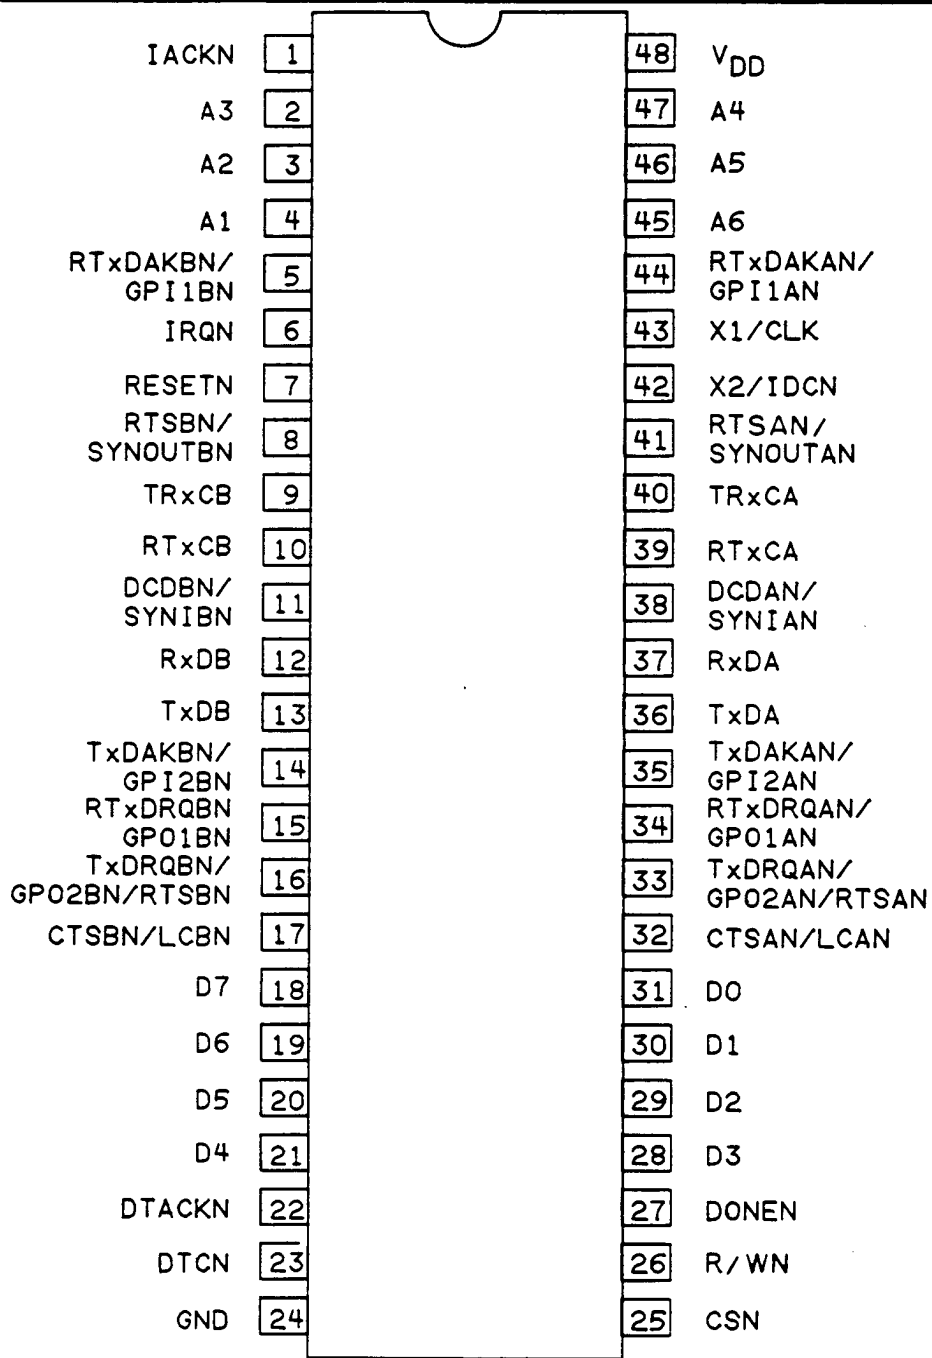 IACKN 1 48 VDD
A3 2 47 A4
A2 3 46 A5
A1 4 45 A6
RTxDAKBN/
GPI1BN 5 44 RTxDAKAN/
GPI1AN
IRQN 6 43 X1/CLK
RESETN 7 42 X2/IDCN
RTSBN/
SYNOUTBN 8 41 RTSAN/
SYNOUTAN
TRxCB 9 40 TRxCA
RTxCB 10 39 RTxCA
DCDBN/
SYNIBN 11 38 DCDAN/
SYNIAN
RxDB 12 37 RxDA
TxDB 13 36 TxDA
TxDAKBN/
GPI2BN 14 35 TxDAKAN/
GPI2AN
RTxDRQBN
GPO1BN 15 34 RTxDRQAN/
GPO1AN
TxDRQBN/
GPO2BN/RTSBN 16 33 TxDRQAN/
GPO2AN/RTSAN
CTSBN/LCBN 17 32 CTSAN/LCAN
D7 18 31 D0
D6 19 30 D1
D5 20 29 D2
D4 21 28 D3
DTACKN 22 27 DONEN
DTCN 23 26 R/WN
GND 24 25 CSN